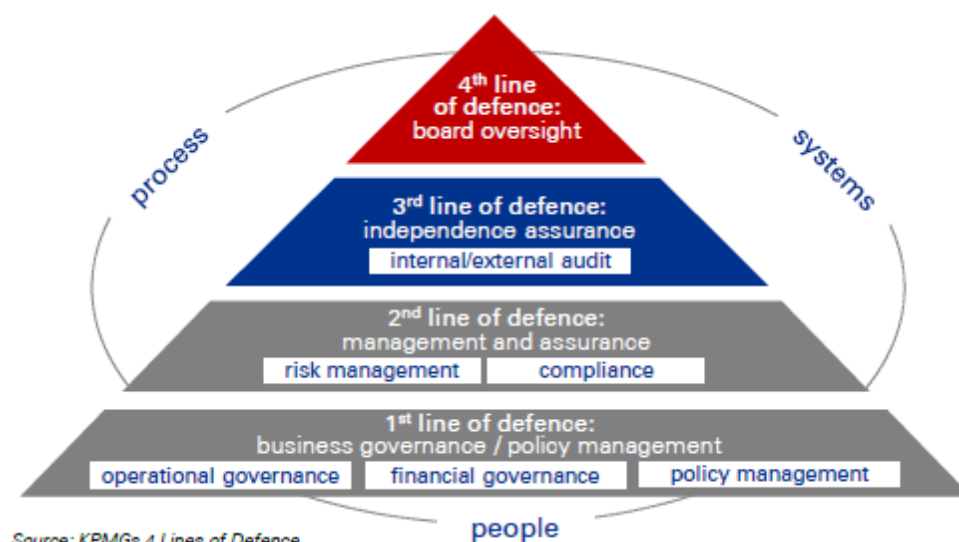 4th line
of defence:
board oversight
process
systems
3rd line of defence:
independence assurance
internal/external audit
2nd line of defence:
management and assurance
risk management
compliance
1st line of defence:
business governance / policy management
operational governance
financial governance
policy management
people
Source: KPMGs 4 Lines of Defence